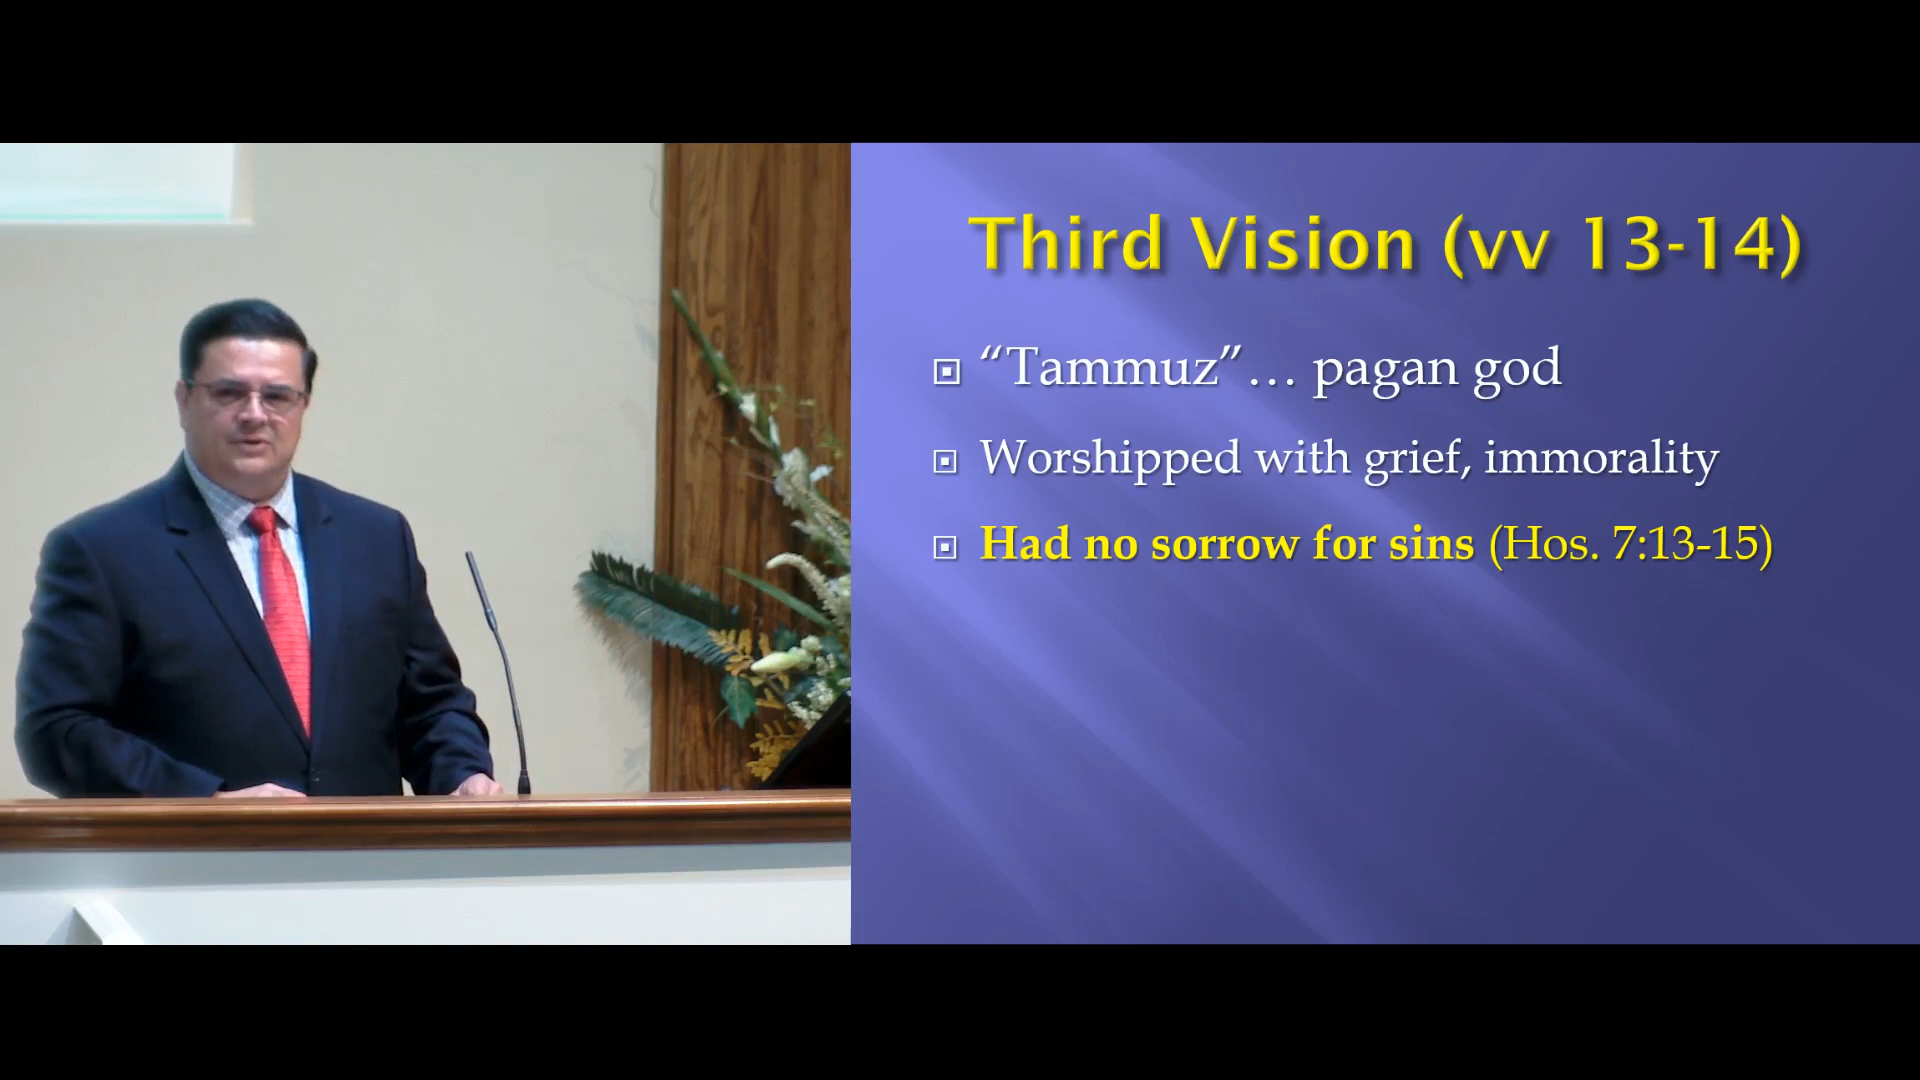 Third Vision (vv 13-14)
“Tammuz”… pagan god
Worshipped with grief, immorality
Had no sorrow for sins (Hos. 7:13-15)